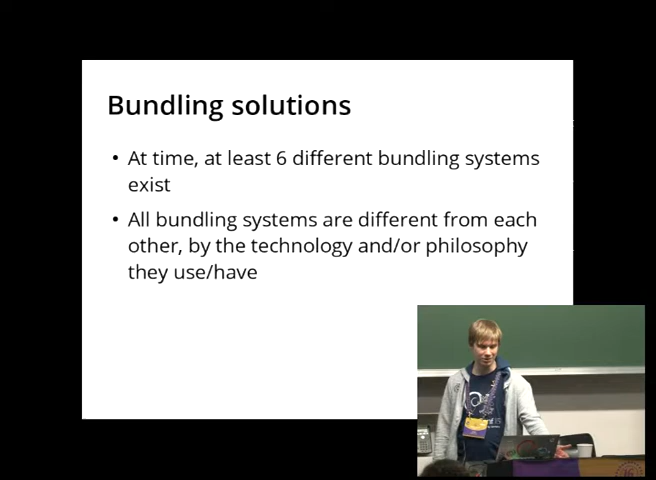 Bundling solutions
• At time, at least 6 different bundling systems
exist
• All bundling systems are different from each
other, by the technology and/or philosophy
they use/have